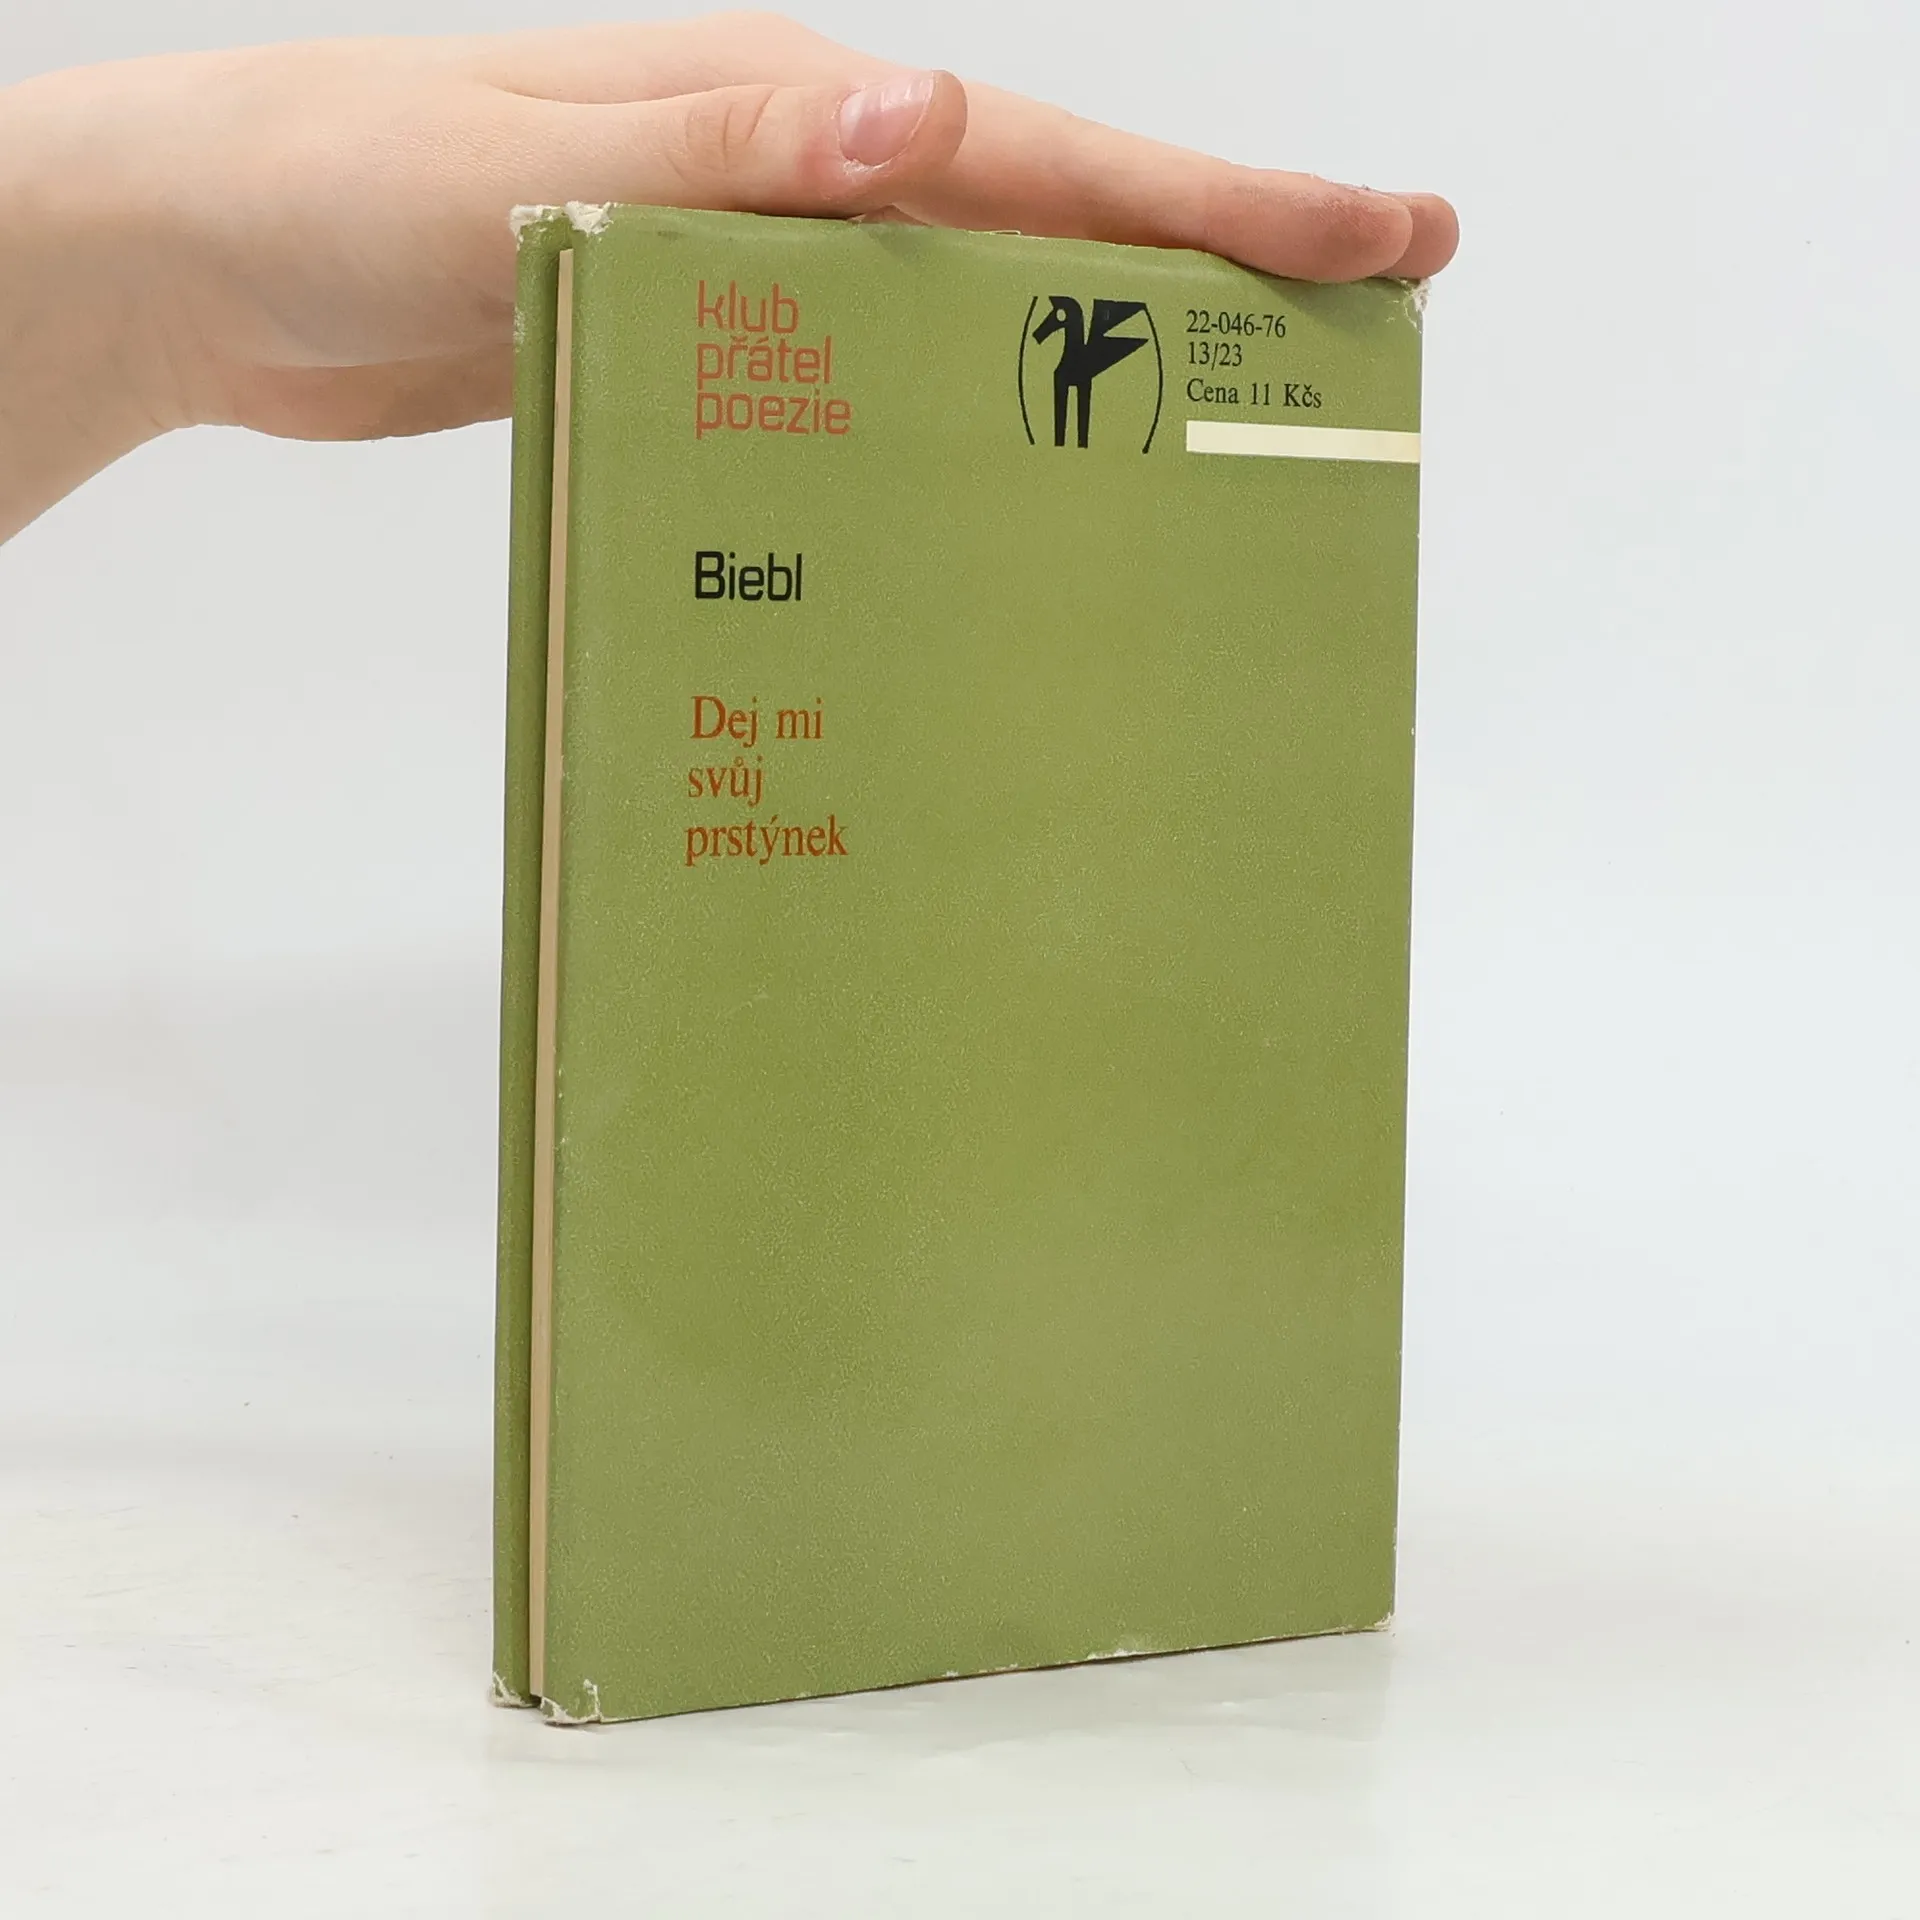 klub
přátel
poezie
22-046-76
13/23
Cena 11 Kčs
Biebl
Dej mi
svůj
prstýnek